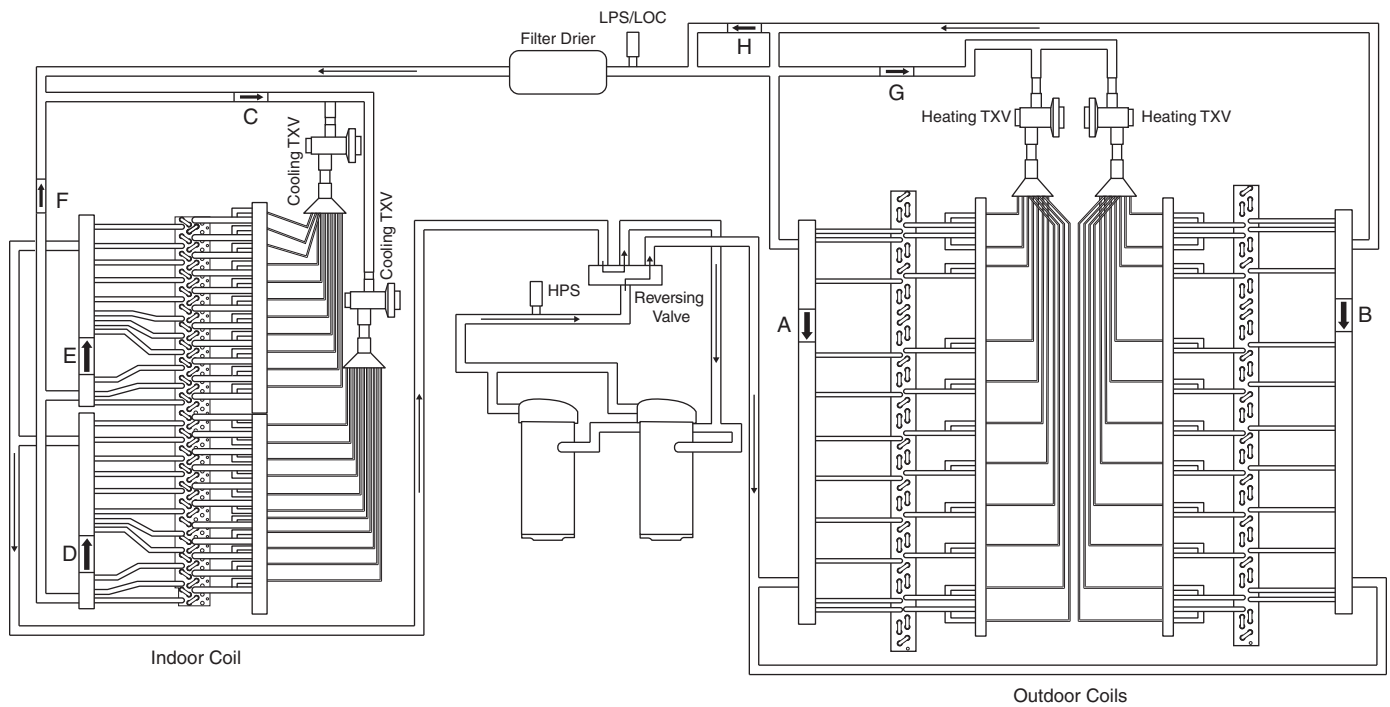 LPS/LOC
Filter Drier
H
G
C
Heating TXV
Heating TXV
Cooling TXV
F
Cooling TXV
HPS
Reversing
Valve
A
B
E
D
Indoor Coil
Outdoor Coils